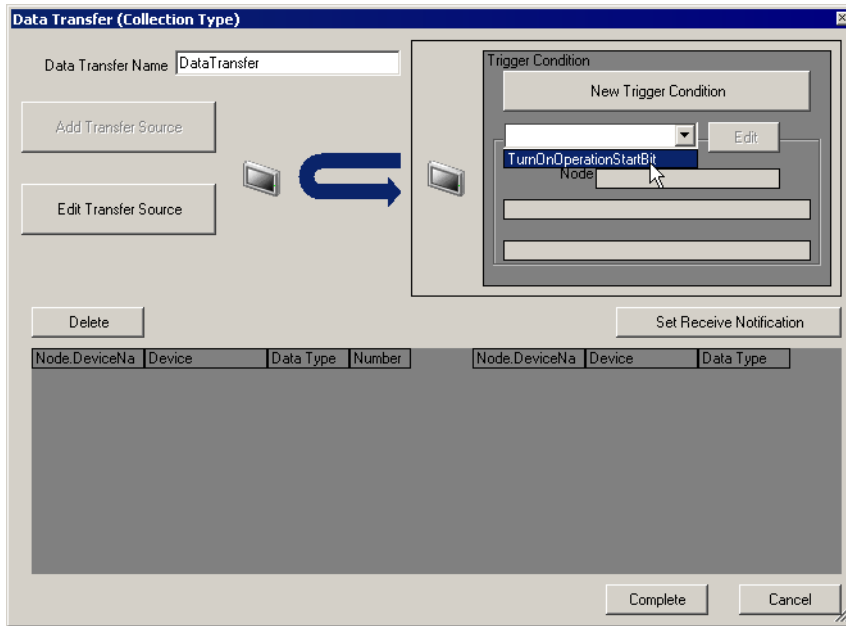 Data Transfer (Collection Type)
Data Transfer Name DataTransfer
Trigger Condition
New Trigger Condition
Add Transfer Source
Edit
TurnOnOperationStartBit
Node
Edit Transfer Source
Delete
Set Receive Notification
Node.DeviceNa Device Data Type Number Node.DeviceNa Device Data Type
Complete Cancel